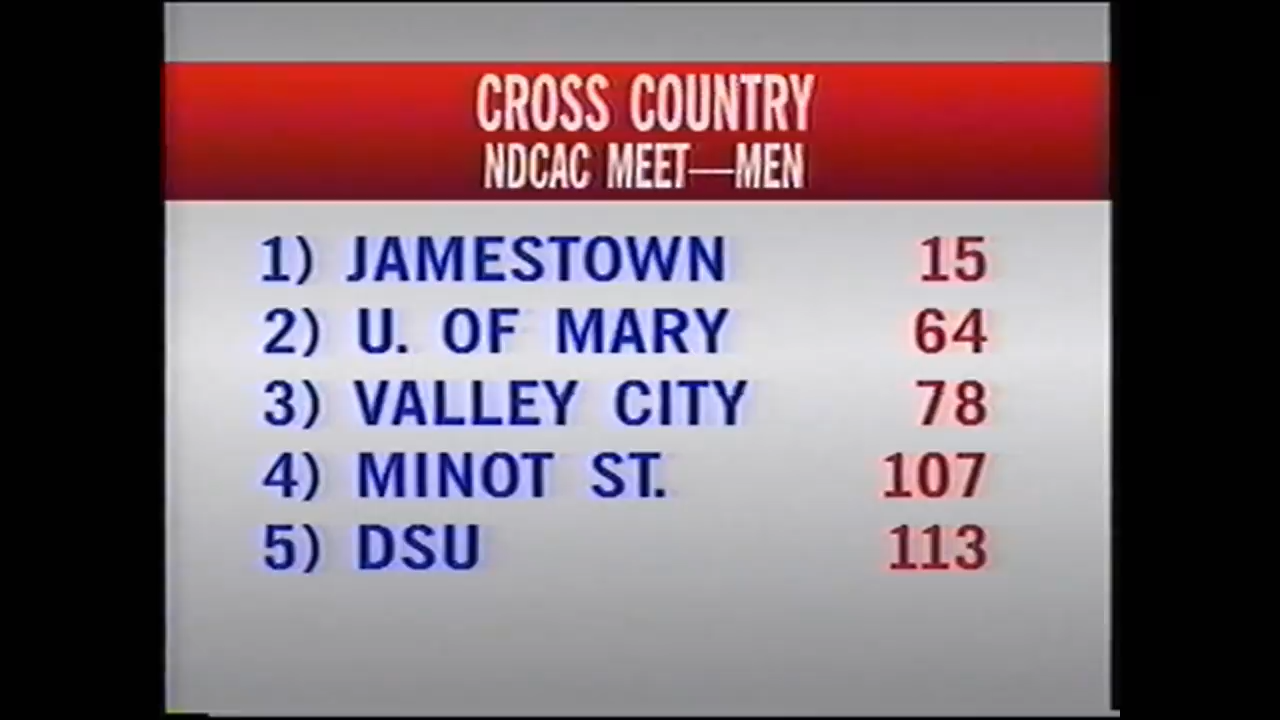 CROSS COUNTRY
NDCAC MEET—MEN
1) JAMESTOWN 15
2) U. OF MARY 64
3) VALLEY CITY 78
4) MINOT ST. 107
5) DSU 113